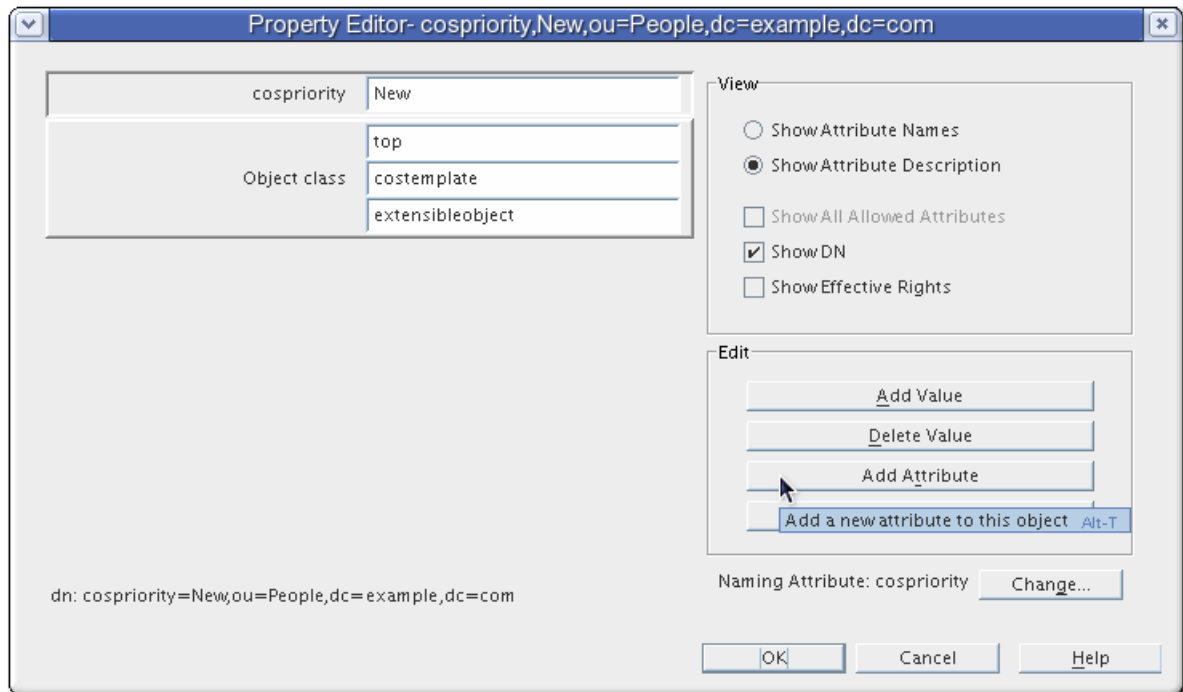 Property Editor- cospriority,New,ou=People,dc=example,dc=com
cospriority
New
Object class
top
costemplate
extensibleobject
View
Show Attribute Names
Show Attribute Description
Show All Allowed Attributes
Show DN
Show Effective Rights
Edit
Add Value
Delete Value
Add Attribute
Add a new attribute to this object Alt-T
Naming Attribute: cospriority
Change...
dn: cospriority=New,ou=People,dc=example,dc=com
OK
Cancel
Help